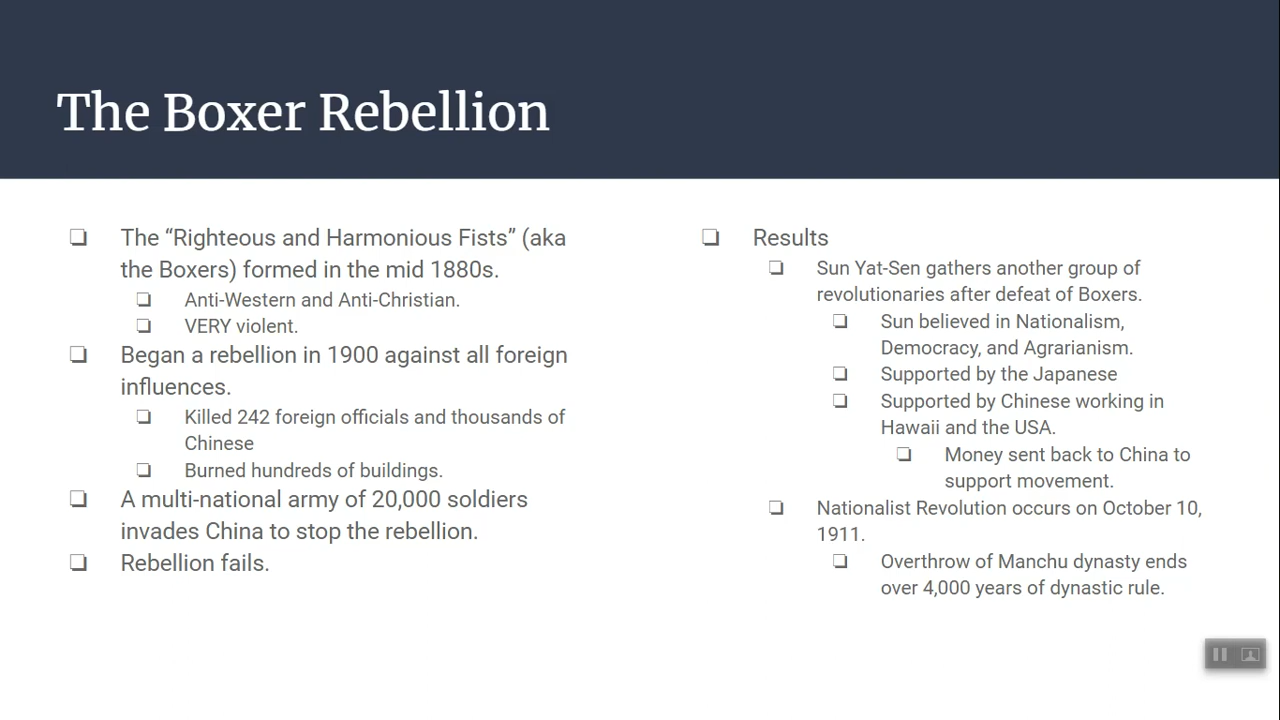 The Boxer Rebellion
❏ The “Righteous and Harmonious Fists” (aka
the Boxers) formed in the mid 1880s.
❏ Anti-Western and Anti-Christian.
❏ VERY violent.
❏ Began a rebellion in 1900 against all foreign
influences.
❏ Killed 242 foreign officials and thousands of
Chinese
❏ Burned hundreds of buildings.
❏ A multi-national army of 20,000 soldiers
invades China to stop the rebellion.
❏ Rebellion fails.
❏ Results
❏ Sun Yat-Sen gathers another group of
revolutionaries after defeat of Boxers.
❏ Sun believed in Nationalism,
Democracy, and Agrarianism.
❏ Supported by the Japanese
❏ Supported by Chinese working in
Hawaii and the USA.
❏ Money sent back to China to
support movement.
❏ Nationalist Revolution occurs on October 10,
1911.
❏ Overthrow of Manchu dynasty ends
over 4,000 years of dynastic rule.